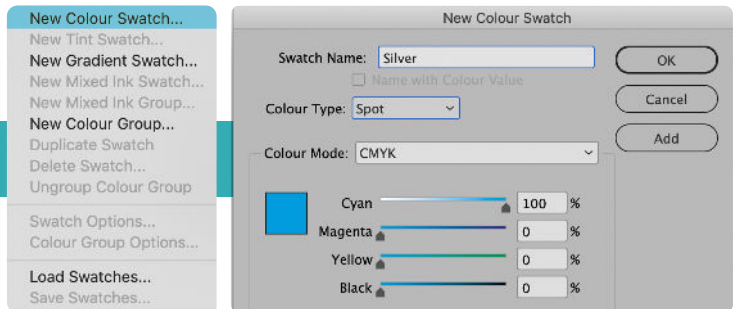 New Colour Swatch...
New Tint Swatch...
New Gradient Swatch...
New Mixed Ink Swatch...
New Mixed Ink Group...
New Colour Group...
Duplicate Swatch
Delete Swatch...
Ungroup Colour Group
Swatch Options...
Colour Group Options...
Load Swatches...
Save Swatches...
New Colour Swatch
Swatch Name: Silver
Name with Colour Value
Colour Type: Spot
Colour Mode: CMYK
Cyan 100 %
Magenta 0 %
Yellow 0 %
Black 0 %
OK
Cancel
Add